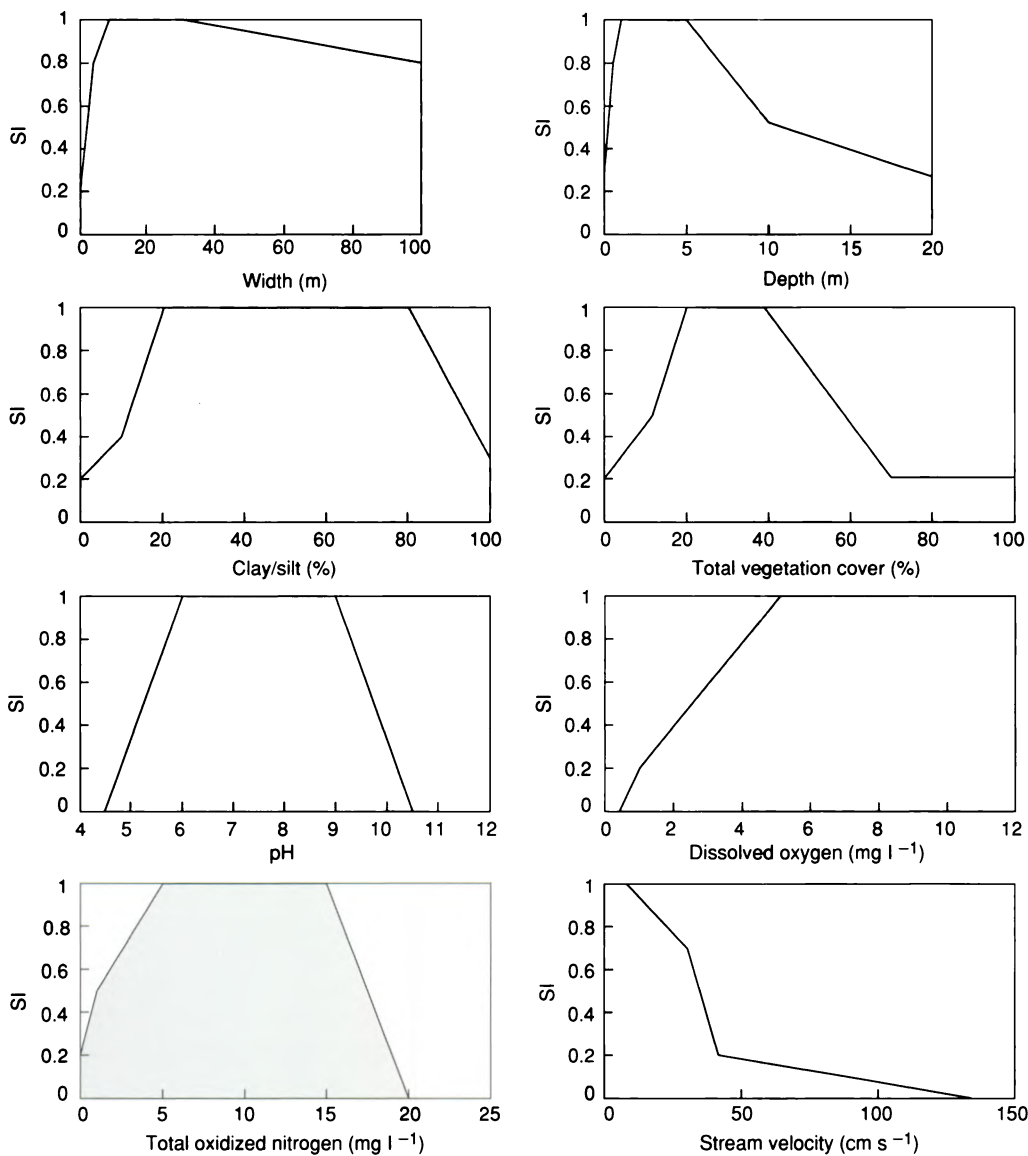 1
0.8
0.6
0.4
0.2
0
SI
0 20 40 60 80 100
Width (m)
1
0.8
0.6
0.4
0.2
0
SI
0 5 10 15 20
Depth (m)
1
0.8
0.6
0.4
0.2
0
SI
0 20 40 60 80 100
Clay/silt (%)
1
0.8
0.6
0.4
0.2
0
SI
0 20 40 60 80 100
Total vegetation cover (%)
1
0.8
0.6
0.4
0.2
0
SI
4 5 6 7 8 9 10 11 12
pH
1
0.8
0.6
0.4
0.2
0
SI
0 2 4 6 8 10 12
Dissolved oxygen (mg l⁻¹)
1
0.8
0.6
0.4
0.2
0
SI
0 5 10 15 20 25
Total oxidized nitrogen (mg l⁻¹)
1
0.8
0.6
0.4
0.2
0
SI
0 50 100 150
Stream velocity (cm s⁻¹)